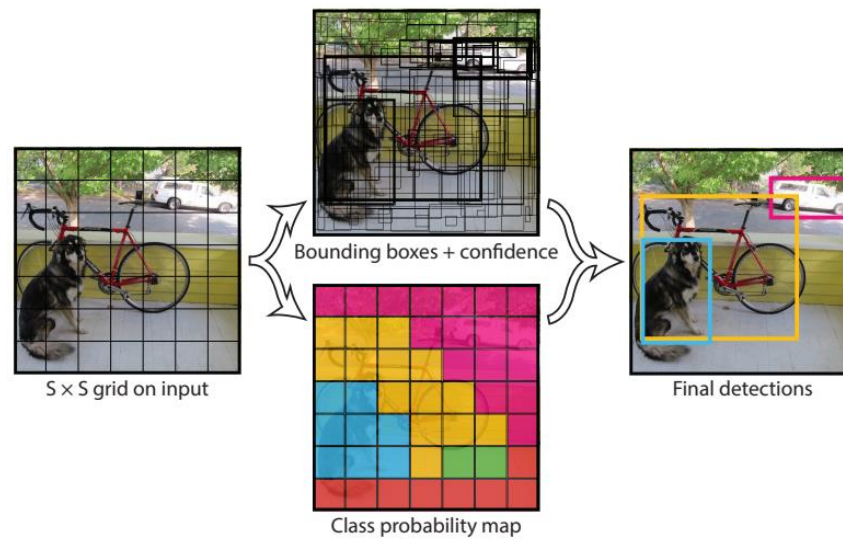 Bounding boxes + confidence
S × S grid on input
Final detections
Class probability map